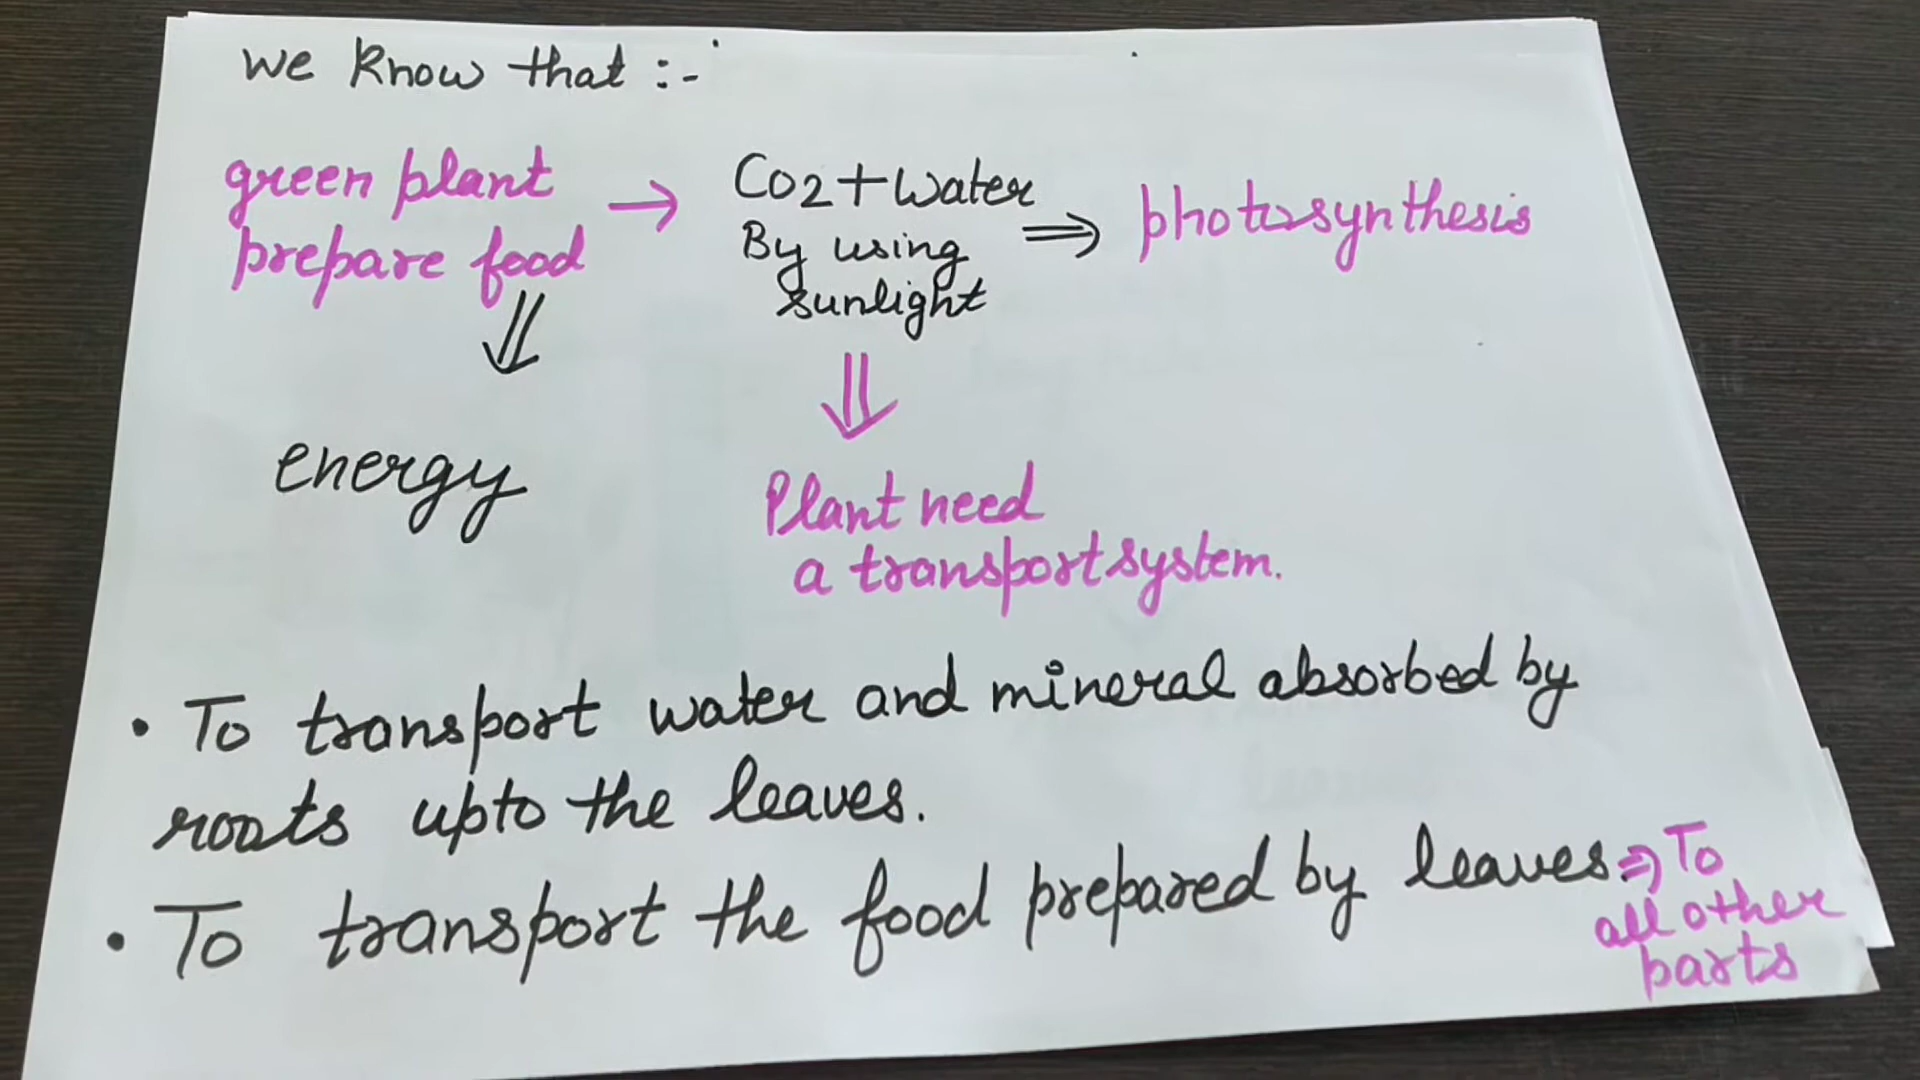 we know that :-
green plant
prepare food
→ Co2+water
By using
sunlight
⇒ photosynthesis
⇓
energy
⇓
Plant need
a transport system.
• To transport water and mineral absorbed by
roots upto the leaves.
• To transport the food prepared by leaves. ⇒ To
all other
parts